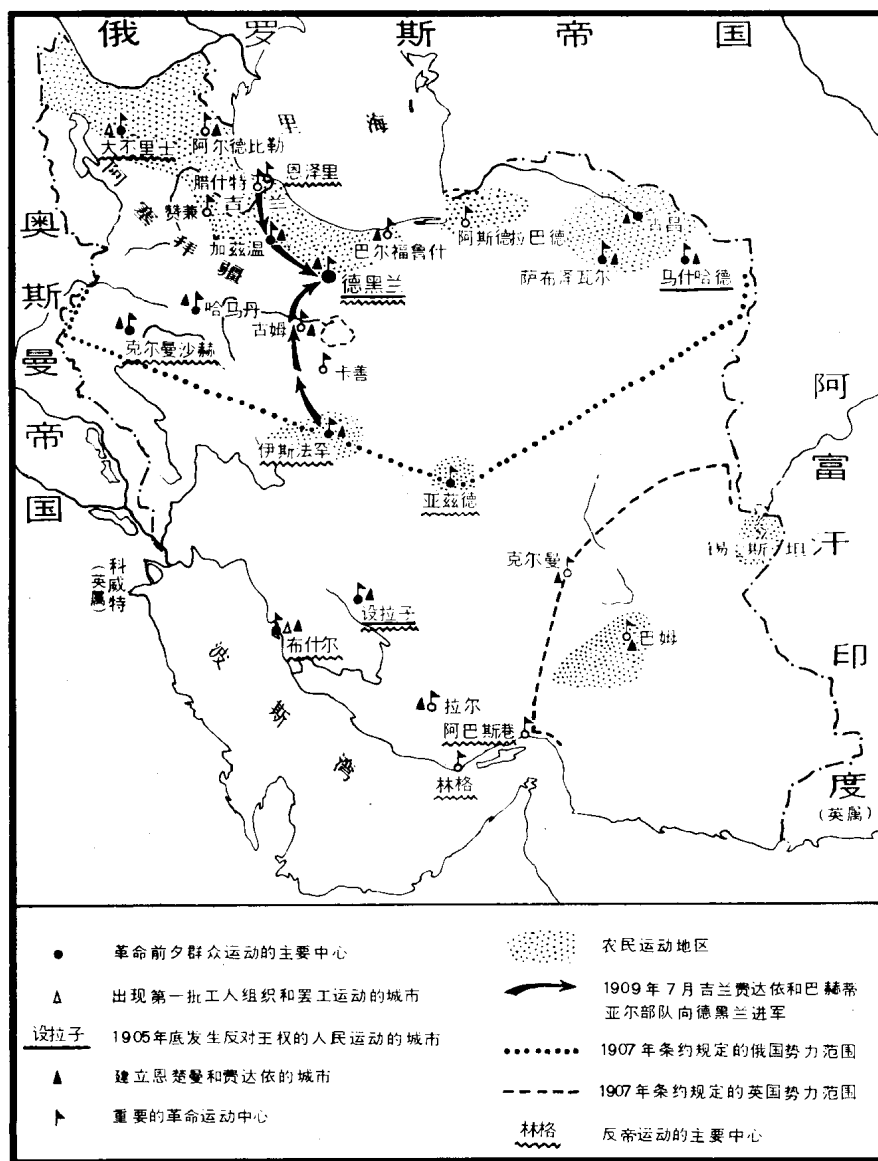 俄罗斯帝国
里海
奥斯曼帝国
阿富汗
印度
(英属)
大不里士
阿尔德比勒
恩泽里
腊什特
吉兰
赞兼
阿塞拜疆
加兹温
巴尔福鲁什
阿斯德拉巴德
古昌
萨布泽瓦尔
马什哈德
德黑兰
哈马丹
古姆
克尔曼沙赫
卡善
伊斯法罕
亚兹德
锡斯坦
克尔曼
科威特
(英属)
设拉子
布什尔
巴姆
波斯湾
拉尔
阿巴斯港
林格
革命前夕群众运动的主要中心
出现第一批工人组织和罢工运动的城市
设拉子 1905年底发生反对王权的人民运动的城市
建立恩楚曼和费达依的城市
重要的革命运动中心
农民运动地区
1909年7月吉兰费达依和巴赫蒂
亚尔部队向德黑兰进军
1907年条约规定的俄国势力范围
1907年条约规定的英国势力范围
林格 反帝运动的主要中心